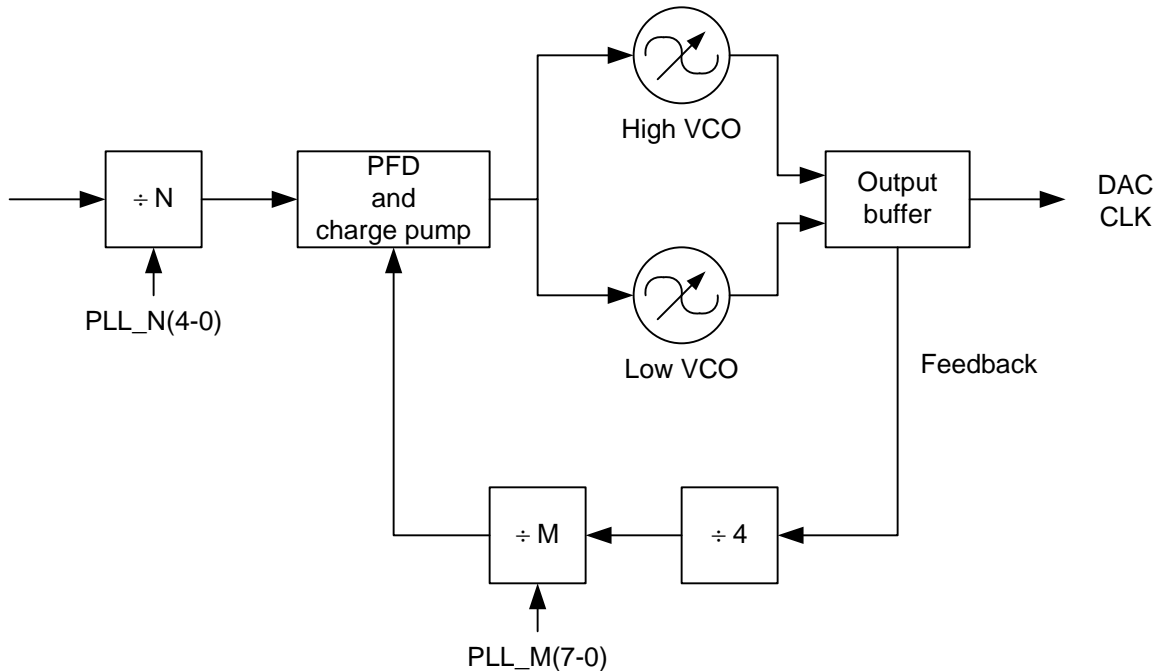 High VCO
÷ N
PFD
and
charge pump
Output
buffer
DAC
CLK
PLL_N(4-0)
Low VCO
Feedback
÷ M
÷ 4
PLL_M(7-0)